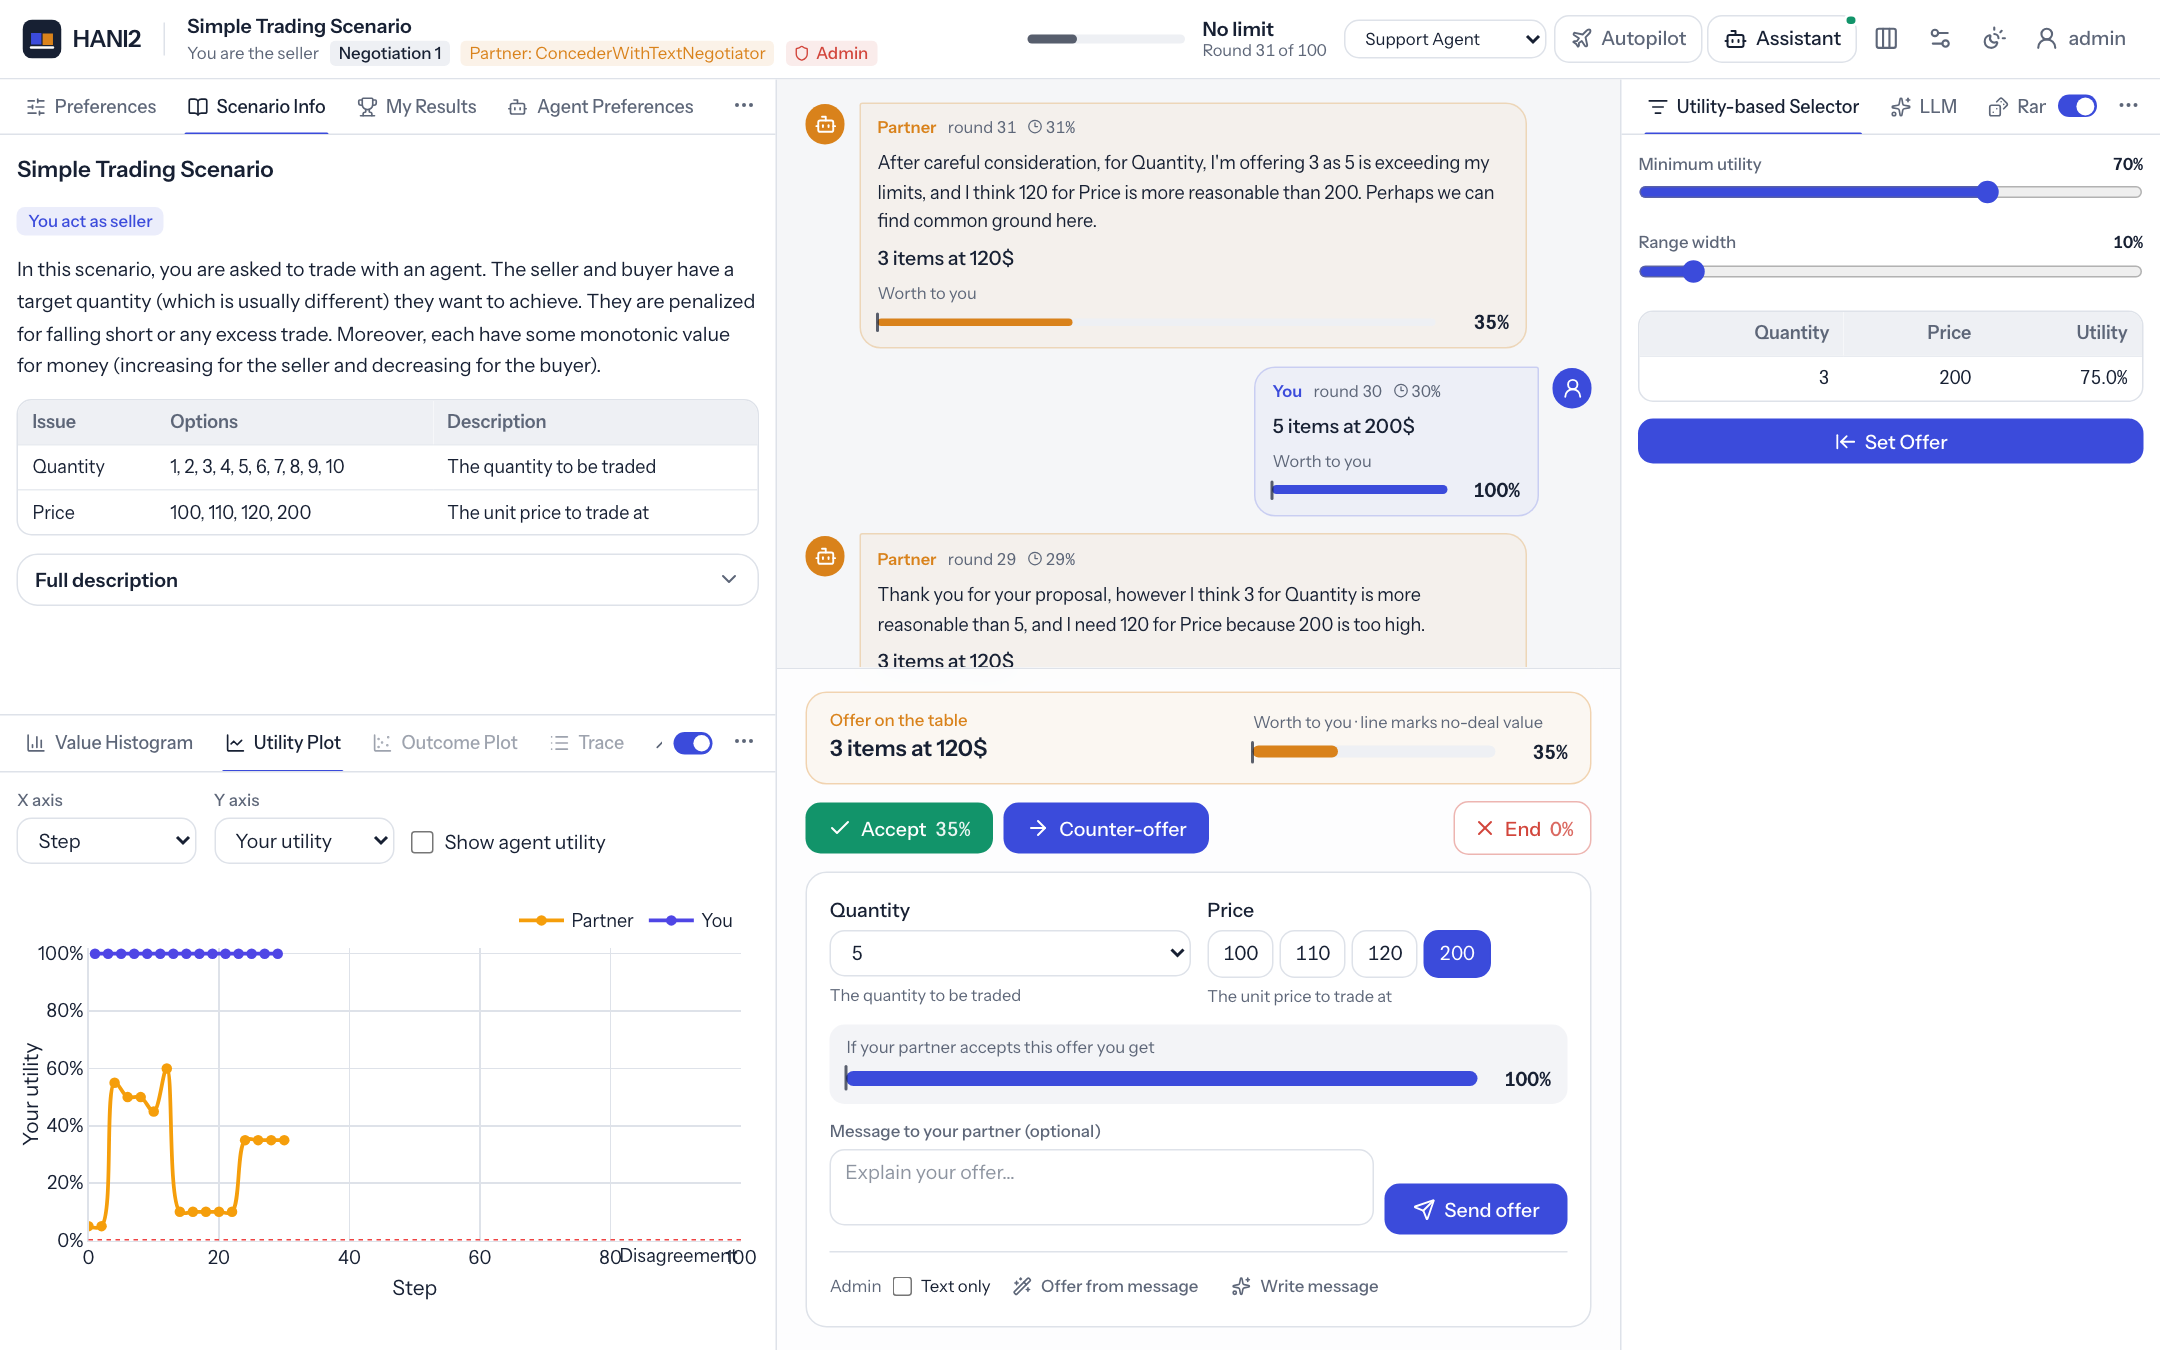 HANI2
Simple Trading Scenario
You are the seller
Negotiation 1
Partner: ConcederWithTextNegotiator
Admin
No limit
Round 31 of 100
Support Agent
Autopilot
Assistant
admin
Preferences
Scenario Info
My Results
Agent Preferences
Simple Trading Scenario
You act as seller
In this scenario, you are asked to trade with an agent. The seller and buyer have a
target quantity (which is usually different) they want to achieve. They are penalized
for falling short or any excess trade. Moreover, each have some monotonic value
for money (increasing for the seller and decreasing for the buyer).
Issue Options Description
Quantity 1, 2, 3, 4, 5, 6, 7, 8, 9, 10 The quantity to be traded
Price 100, 110, 120, 200 The unit price to trade at
Full description
Value Histogram
Utility Plot
Outcome Plot
Trace
X axis
Y axis
Step
Your utility
Show agent utility
Partner
You
100%
80%
60%
40%
20%
0%
Your utility
0 20 40 60 80 100
Disagreement
Step
Partner round 31 31%
After careful consideration, for Quantity, I'm offering 3 as 5 is exceeding my
limits, and I think 120 for Price is more reasonable than 200. Perhaps we can
find common ground here.
3 items at 120$
Worth to you
35%
You round 30 30%
5 items at 200$
Worth to you
100%
Partner round 29 29%
Thank you for your proposal, however I think 3 for Quantity is more
reasonable than 5, and I need 120 for Price because 200 is too high.
3 items at 120$
Offer on the table
3 items at 120$
Worth to you · line marks no-deal value
35%
Accept 35%
Counter-offer
End 0%
Quantity
5
The quantity to be traded
Price
100 110 120 200
The unit price to trade at
If your partner accepts this offer you get
100%
Message to your partner (optional)
Explain your offer...
Send offer
Admin
Text only
Offer from message
Write message
Utility-based Selector
LLM
Rar
Minimum utility 70%
Range width 10%
Quantity Price Utility
3 200 75.0%
Set Offer